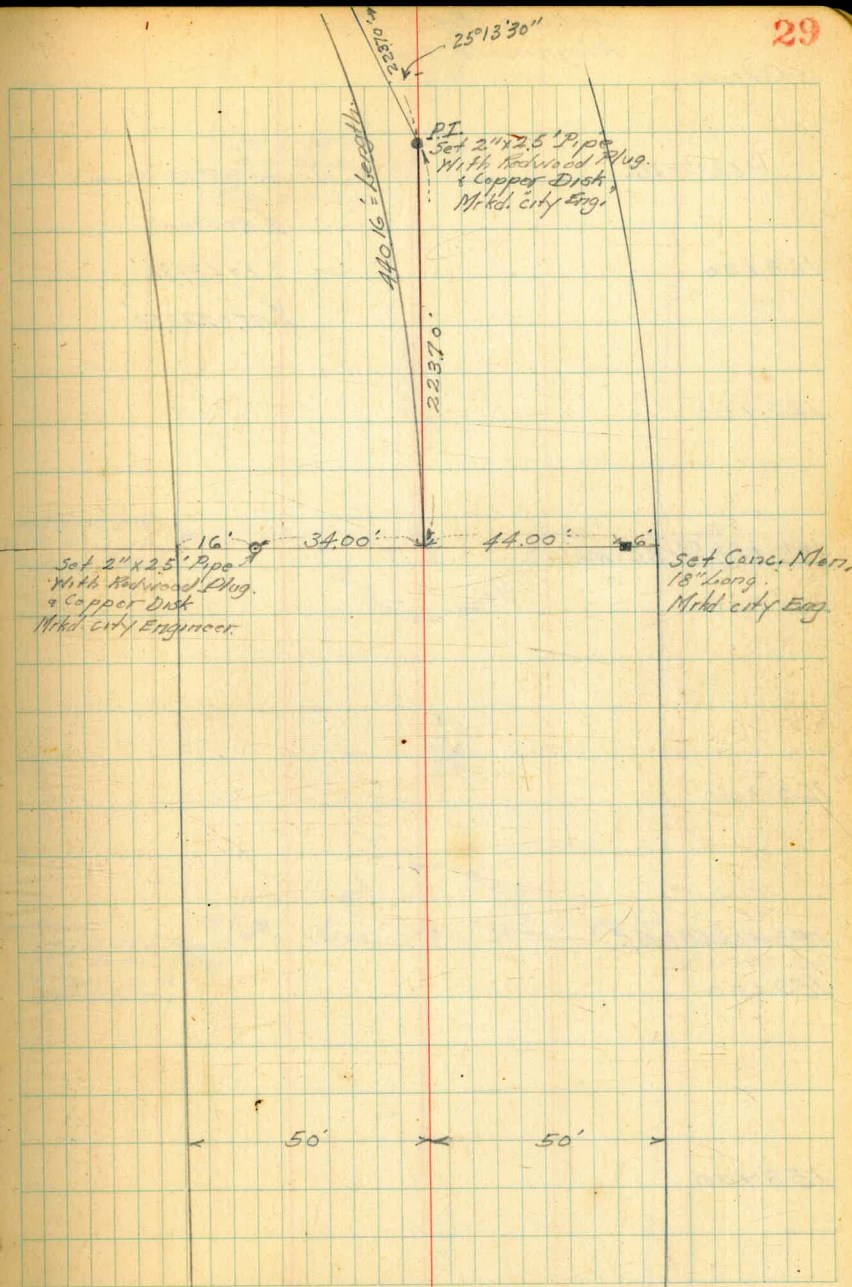 29
25°13'30"
223.70'
P.I.
Set 2" x 2.5' Pipe
With Redwood Plug.
& Copper Disk
Mrkd. City Eng.
440.16' = Length.
223.70'
16' 34.00' 44.00' 6'
Set 2" x 2.5' Pipe
With Redwood Plug.
& Copper Disk
Mrkd. City Engineer.
Set Conc. Mon.
18" Long.
Mrkd City Eng.
50' 50'